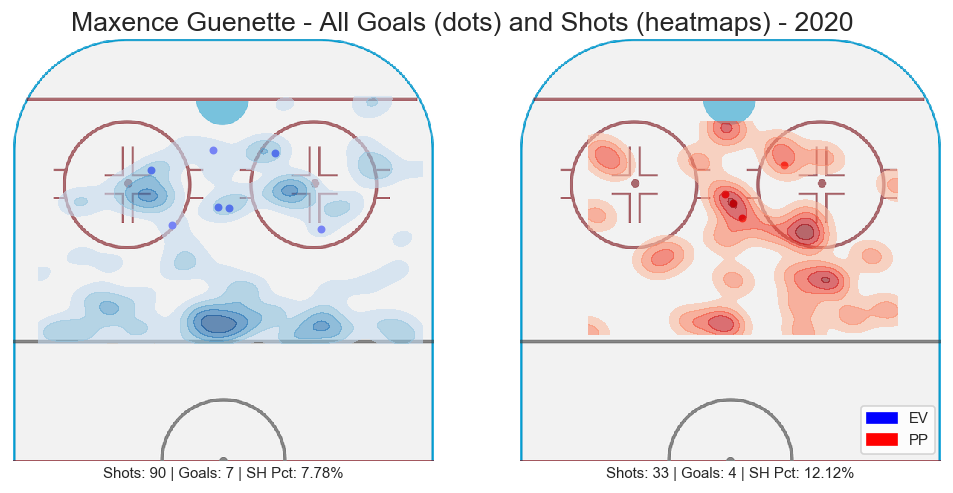 Maxence Guenette - All Goals (dots) and Shots (heatmaps) - 2020
EV
PP
Shots: 90 | Goals: 7 | SH Pct: 7.78%
Shots: 33 | Goals: 4 | SH Pct: 12.12%